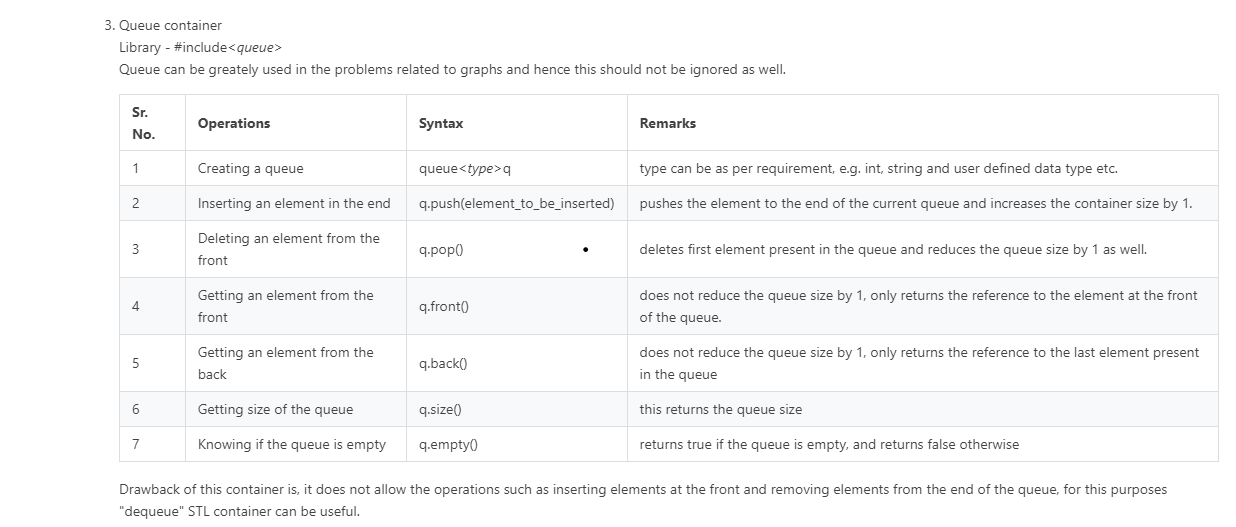 3. Queue container
Library - #include<queue>
Queue can be greately used in the problems related to graphs and hence this should not be ignored as well.
Sr.
No.
Operations
Syntax
Remarks
1
Creating a queue
queue<type>q
type can be as per requirement, e.g. int, string and user defined data type etc.
2
Inserting an element in the end
q.push(element_to_be_inserted)
pushes the element to the end of the current queue and increases the container size by 1.
3
Deleting an element from the
front
q.pop()
deletes first element present in the queue and reduces the queue size by 1 as well.
4
Getting an element from the
front
q.front()
does not reduce the queue size by 1, only returns the reference to the element at the front
of the queue.
5
Getting an element from the
back
q.back()
does not reduce the queue size by 1, only returns the reference to the last element present
in the queue
6
Getting size of the queue
q.size()
this returns the queue size
7
Knowing if the queue is empty
q.empty()
returns true if the queue is empty, and returns false otherwise
Drawback of this container is, it does not allow the operations such as inserting elements at the front and removing elements from the end of the queue, for this purposes
"dequeue" STL container can be useful.